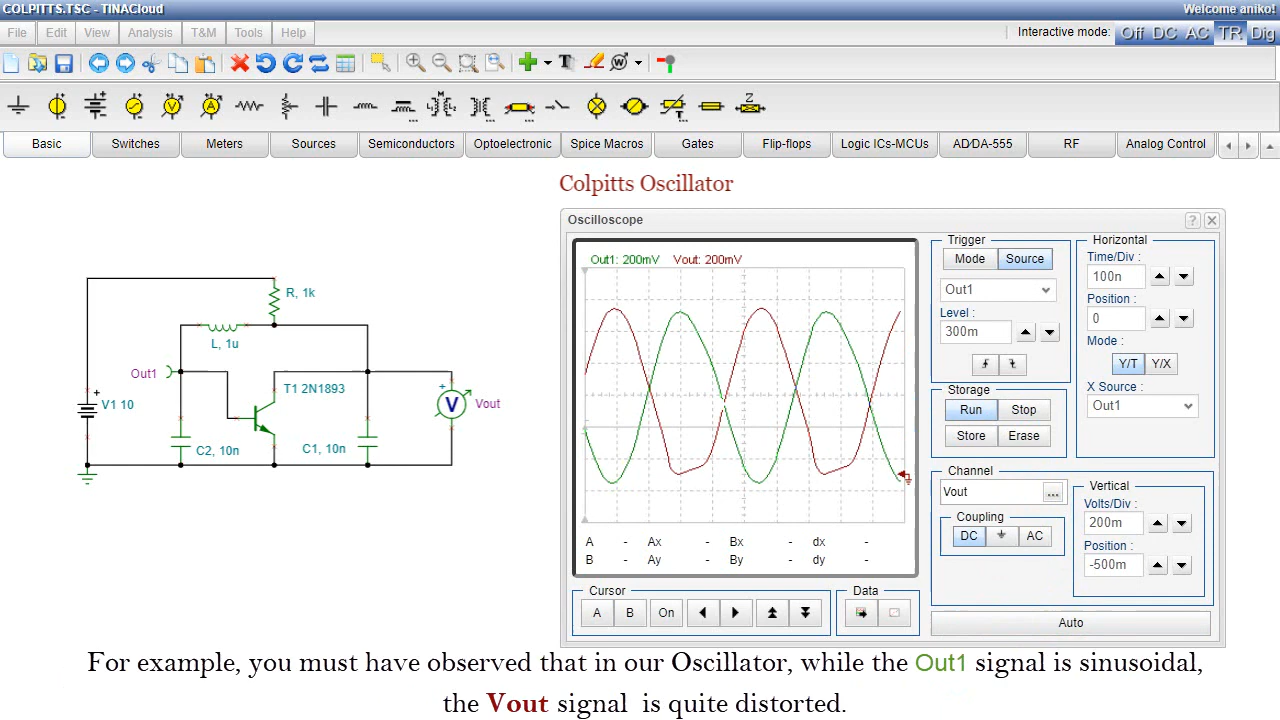 COLPITTS.TSC - TINACloud
Welcome aniko!
File Edit View Analysis T&M Tools Help
Interactive mode: Off DC AC TR Dig
Basic Switches Meters Sources Semiconductors Optoelectronic Spice Macros Gates Flip-flops Logic ICs-MCUs AD/DA-555 RF Analog Control
Colpitts Oscillator
Oscilloscope
R, 1k
L, 1u
Out1
T1 2N1893
V1 10
+
V
Vout
C2, 10n
C1, 10n
Out1: 200mV Vout: 200mV
A - Ax - Bx - dx -
B - Ay - By - dy -
Cursor
A B On
Data
Trigger
Mode Source
Out1
Level :
300m
Storage
Run Stop
Store Erase
Horizontal
Time/Div :
100n
Position :
0
Mode :
Y/T Y/X
X Source :
Out1
Channel
Vout ...
Coupling
DC AC
Vertical
Volts/Div :
200m
Position :
-500m
Auto
For example, you must have observed that in our Oscillator, while the Out1 signal is sinusoidal,
the Vout signal is quite distorted.